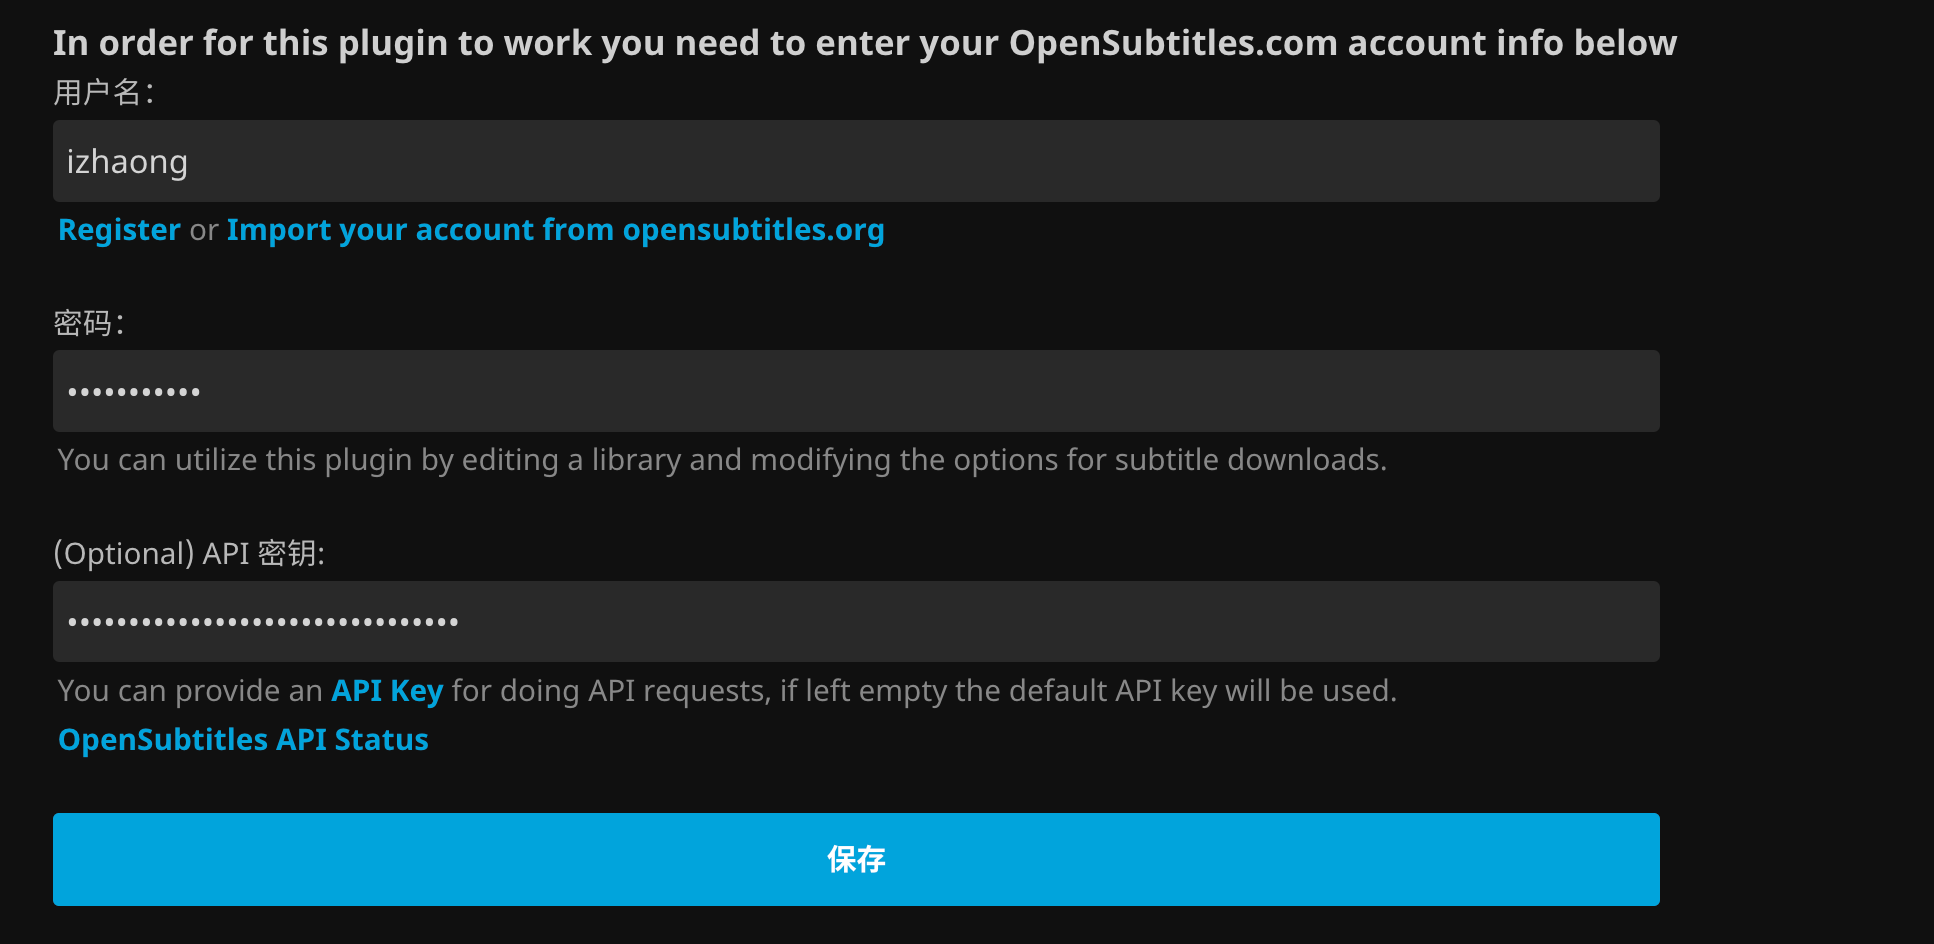 In order for this plugin to work you need to enter your OpenSubtitles.com account info below
用户名：
izhaong
Register or Import your account from opensubtitles.org
密码：
•••••••••••
You can utilize this plugin by editing a library and modifying the options for subtitle downloads.
(Optional) API 密钥:
••••••••••••••••••••••••••••••••
You can provide an API Key for doing API requests, if left empty the default API key will be used.
OpenSubtitles API Status
保存